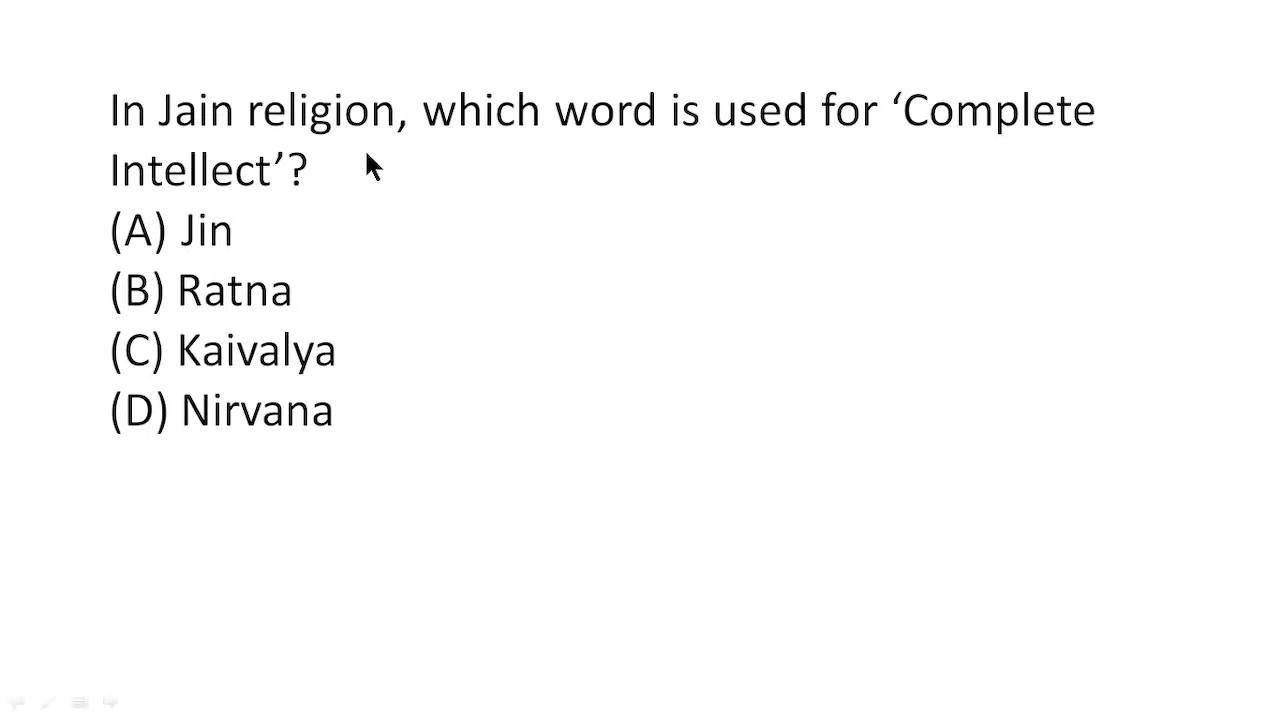 In Jain religion, which word is used for ‘Complete
Intellect’?
(A) Jin
(B) Ratna
(C) Kaivalya
(D) Nirvana